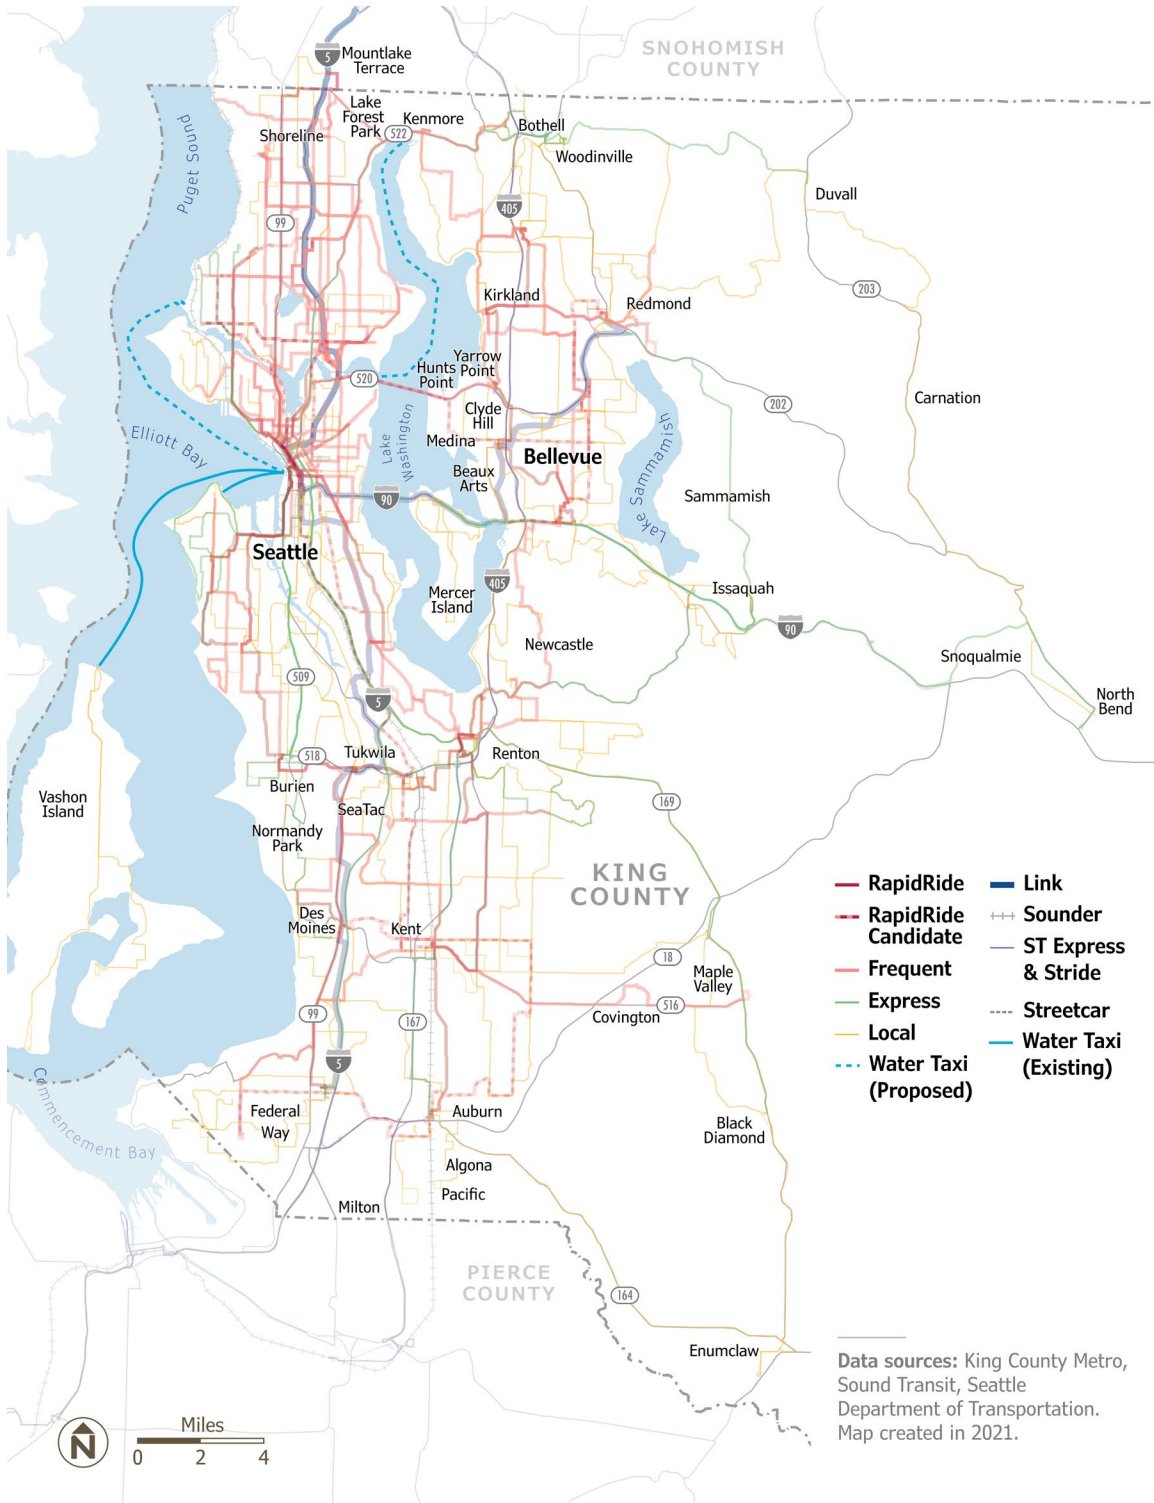 SNOHOMISH
COUNTY
5
Mountlake
Terrace
Lake
Forest
Park
522
Kenmore
Shoreline
Bothell
Woodinville
Puget Sound
Duvall
405
99
203
Kirkland
Redmond
Yarrow
Point
Hunts
Point
520
202
Carnation
Clyde
Hill
Medina
Lake
Washington
Elliott Bay
Bellevue
Beaux
Arts
Lake Sammamish
Sammamish
90
Seattle
405
Mercer
Island
Issaquah
90
Newcastle
Snoqualmie
509
5
North
Bend
518
Tukwila
Renton
Burien
Vashon
Island
SeaTac
169
Normandy
Park
KING
COUNTY
Des
Moines
Kent
18
Maple
Valley
99
167
516
Covington
5
Commencement Bay
Federal
Way
Auburn
Black
Diamond
Algona
Pacific
Milton
PIERCE
COUNTY
164
Enumclaw
RapidRide
RapidRide
Candidate
Frequent
Express
Local
Water Taxi
(Proposed)
Link
Sounder
ST Express
& Stride
Streetcar
Water Taxi
(Existing)
Data sources: King County Metro,
Sound Transit, Seattle
Department of Transportation.
Map created in 2021.
N
Miles
0 2 4